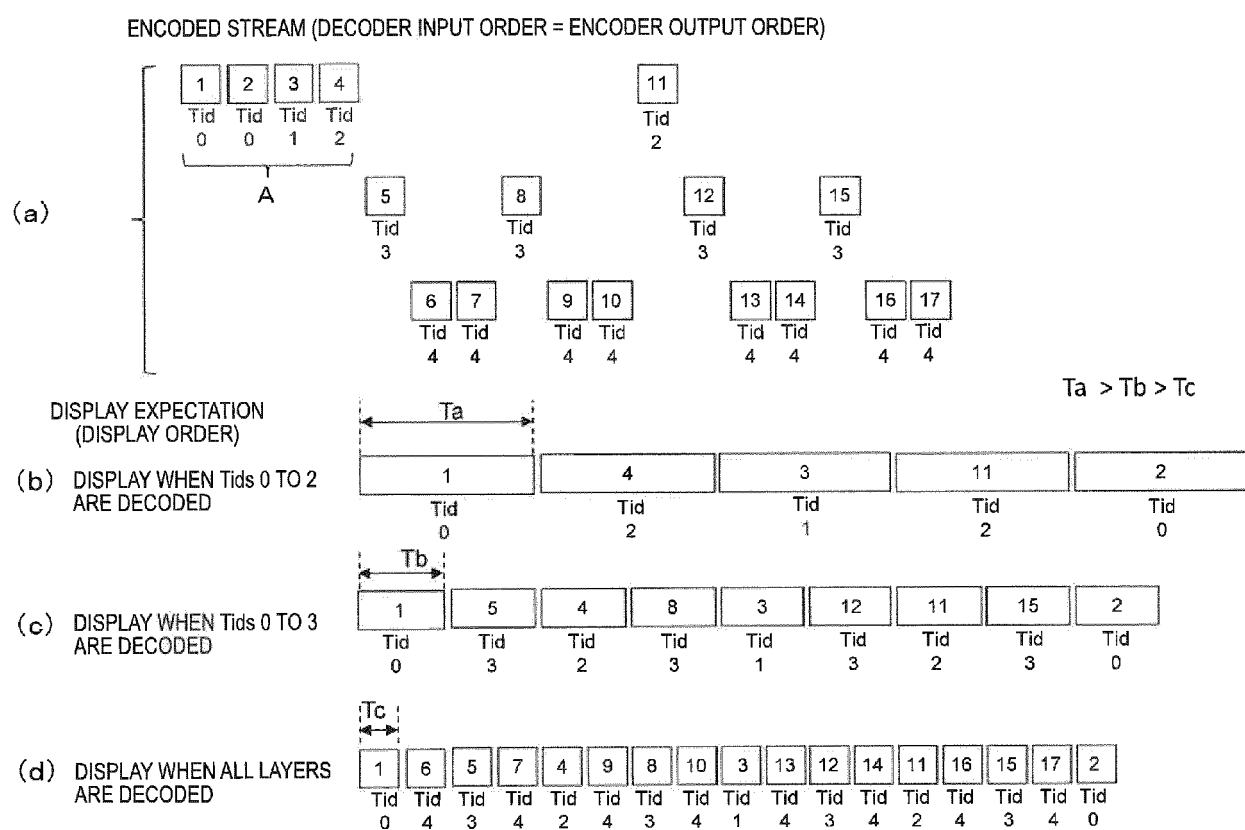 ENCODED STREAM (DECODER INPUT ORDER = ENCODER OUTPUT ORDER)
1 2 3 4 11
Tid Tid Tid Tid Tid
0 0 1 2 2
A
(a)
5 8 12 15
Tid Tid Tid Tid
3 3 3 3
6 7 9 10 13 14 16 17
Tid Tid Tid Tid Tid Tid Tid Tid
4 4 4 4 4 4 4 4
Ta > Tb > Tc
DISPLAY EXPECTATION
(DISPLAY ORDER)
Ta
(b) DISPLAY WHEN Tids 0 TO 2
ARE DECODED
1 4 3 11 2
Tid Tid Tid Tid Tid
0 2 1 2 0
Tb
(c) DISPLAY WHEN Tids 0 TO 3
ARE DECODED
1 5 4 8 3 12 11 15 2
Tid Tid Tid Tid Tid Tid Tid Tid Tid
0 3 2 3 1 3 2 3 0
Tc
(d) DISPLAY WHEN ALL LAYERS
ARE DECODED
1 6 5 7 4 9 8 10 3 13 12 14 11 16 15 17 2
Tid Tid Tid Tid Tid Tid Tid Tid Tid Tid Tid Tid Tid Tid Tid Tid Tid
0 4 3 4 2 4 3 4 1 4 3 4 2 4 3 4 0